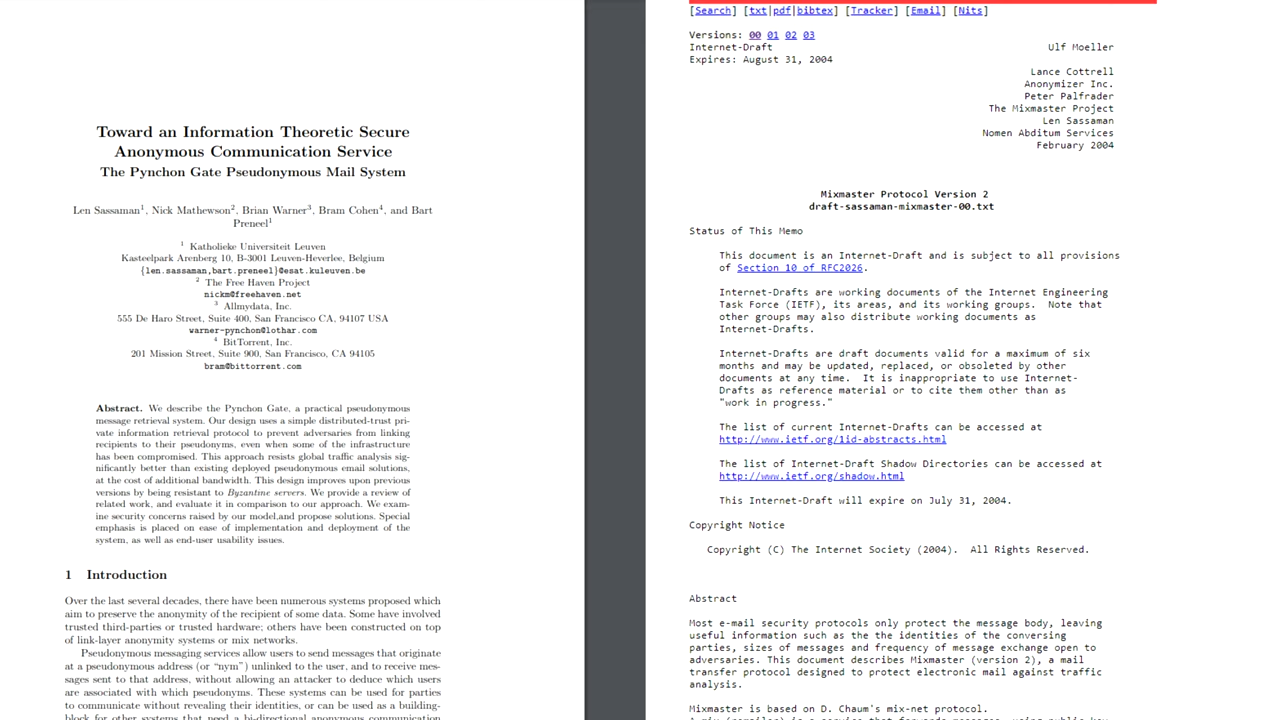 Toward an Information Theoretic Secure
Anonymous Communication Service
The Pynchon Gate Pseudonymous Mail System
Len Sassaman1, Nick Mathewson2, Brian Warner3, Bram Cohen4, and Bart
Preneel1
1 Katholieke Universiteit Leuven
Kasteelpark Arenberg 10, B-3001 Leuven-Heverlee, Belgium
{len.sassaman,bart.preneel}@esat.kuleuven.be
2 The Free Haven Project
nickm@freehaven.net
3 Allmydata, Inc.
555 De Haro Street, Suite 400, San Francisco CA, 94107 USA
warner-pynchon@lothar.com
4 BitTorrent, Inc.
201 Mission Street, Suite 900, San Francisco, CA 94105
bram@bittorrent.com
Abstract. We describe the Pynchon Gate, a practical pseudonymous
message retrieval system. Our design uses a simple distributed-trust pri-
vate information retrieval protocol to prevent adversaries from linking
recipients to their pseudonyms, even when some of the infrastructure
has been compromised. This approach resists global traffic analysis sig-
nificantly better than existing deployed pseudonymous email solutions,
at the cost of additional bandwidth. This design improves upon previous
versions by being resistant to Byzantine servers. We provide a review of
related work, and evaluate it in comparison to our approach. We exam-
ine security concerns raised by our model,and propose solutions. Special
emphasis is placed on ease of implementation and deployment of the
system, as well as end-user usability issues.
1 Introduction
Over the last several decades, there have been numerous systems proposed which
aim to preserve the anonymity of the recipient of some data. Some have involved
trusted third-parties or trusted hardware; others have been constructed on top
of link-layer anonymity systems or mix networks.
Pseudonymous messaging services allow users to send messages that originate
at a pseudonymous address (or “nym”) unlinked to the user, and to receive mes-
sages sent to that address, without allowing an attacker to deduce which users
are associated with which pseudonyms. These systems can be used for parties
to communicate without revealing their identities, or can be used as a building-
block for other systems that need a bi-directional anonymous communication
[Search] [txt|pdf|bibtex] [Tracker] [Email] [Nits]
Versions: 00 01 02 03
Internet-Draft Ulf Moeller
Expires: August 31, 2004
Lance Cottrell
Anonymizer Inc.
Peter Palfrader
The Mixmaster Project
Len Sassaman
Nomen Abditum Services
February 2004
Mixmaster Protocol Version 2
draft-sassaman-mixmaster-00.txt
Status of This Memo
This document is an Internet-Draft and is subject to all provisions
of Section 10 of RFC2026.
Internet-Drafts are working documents of the Internet Engineering
Task Force (IETF), its areas, and its working groups. Note that
other groups may also distribute working documents as
Internet-Drafts.
Internet-Drafts are draft documents valid for a maximum of six
months and may be updated, replaced, or obsoleted by other
documents at any time. It is inappropriate to use Internet-
Drafts as reference material or to cite them other than as
"work in progress."
The list of current Internet-Drafts can be accessed at
http://www.ietf.org/1id-abstracts.html
The list of Internet-Draft Shadow Directories can be accessed at
http://www.ietf.org/shadow.html
This Internet-Draft will expire on July 31, 2004.
Copyright Notice
Copyright (C) The Internet Society (2004). All Rights Reserved.
Abstract
Most e-mail security protocols only protect the message body, leaving
useful information such as the the identities of the conversing
parties, sizes of messages and frequency of message exchange open to
adversaries. This document describes Mixmaster (version 2), a mail
transfer protocol designed to protect electronic mail against traffic
analysis.
Mixmaster is based on D. Chaum's mix-net protocol.